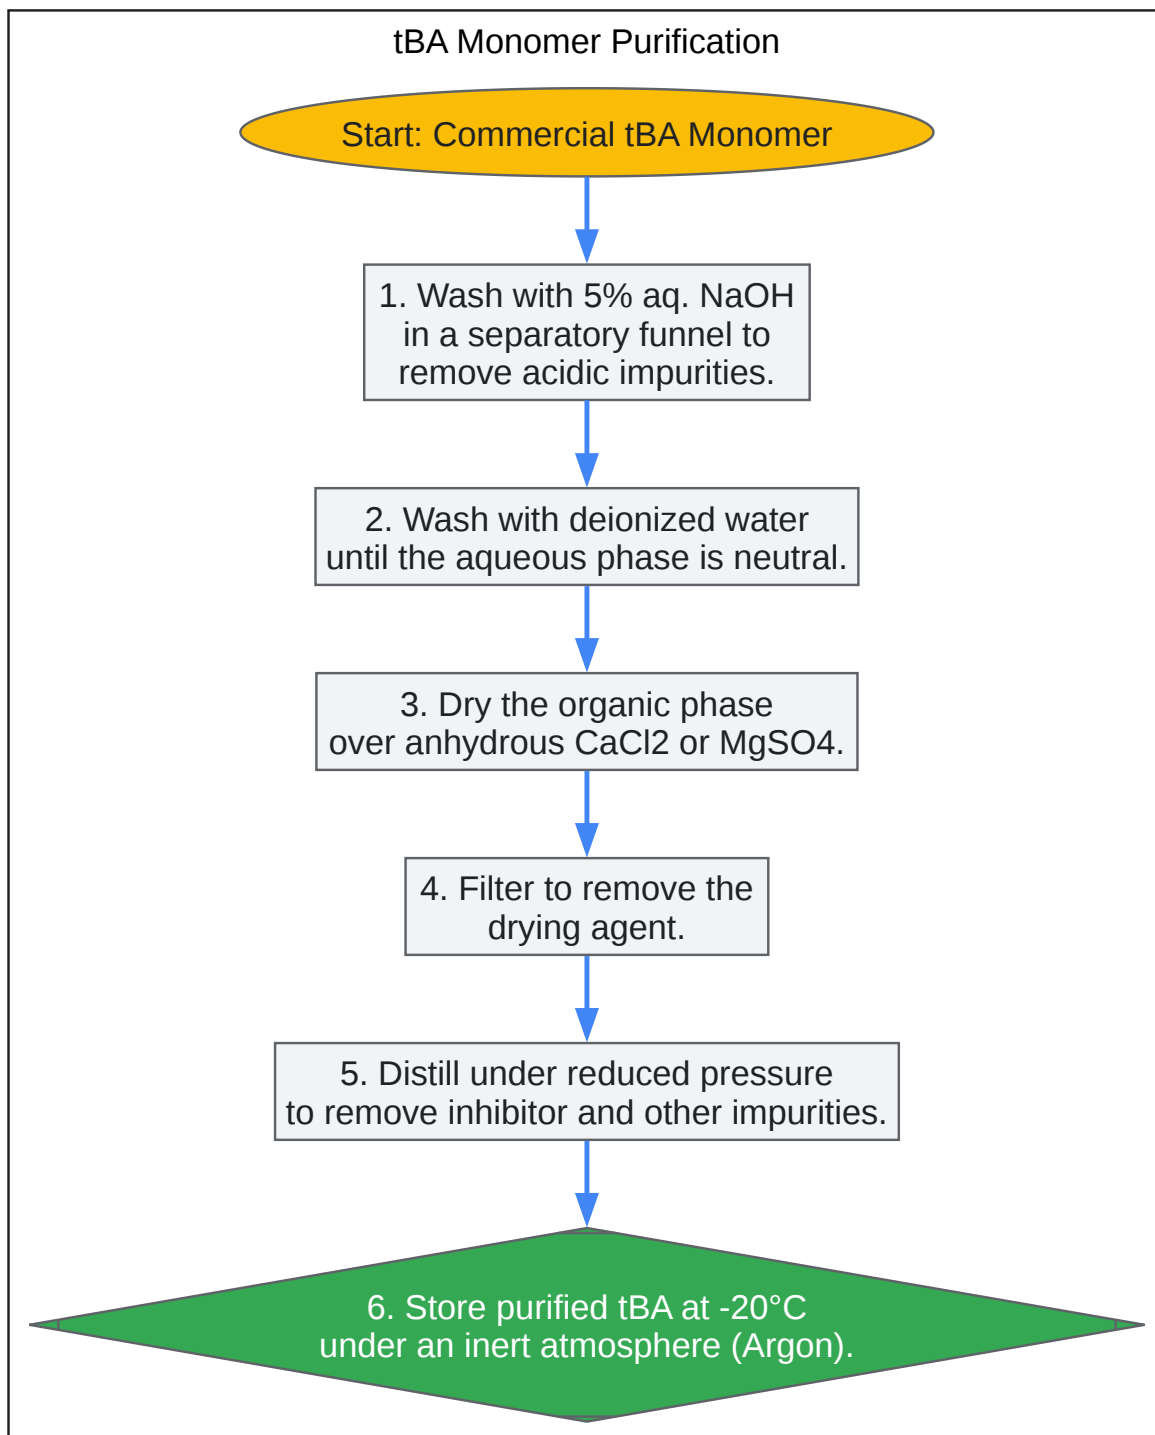 tBA Monomer Purification
Start: Commercial tBA Monomer
1. Wash with 5% aq. NaOH
in a separatory funnel to
remove acidic impurities.
2. Wash with deionized water
until the aqueous phase is neutral.
3. Dry the organic phase
over anhydrous CaCl2 or MgSO4.
4. Filter to remove the
drying agent.
5. Distill under reduced pressure
to remove inhibitor and other impurities.
6. Store purified tBA at -20°C
under an inert atmosphere (Argon).